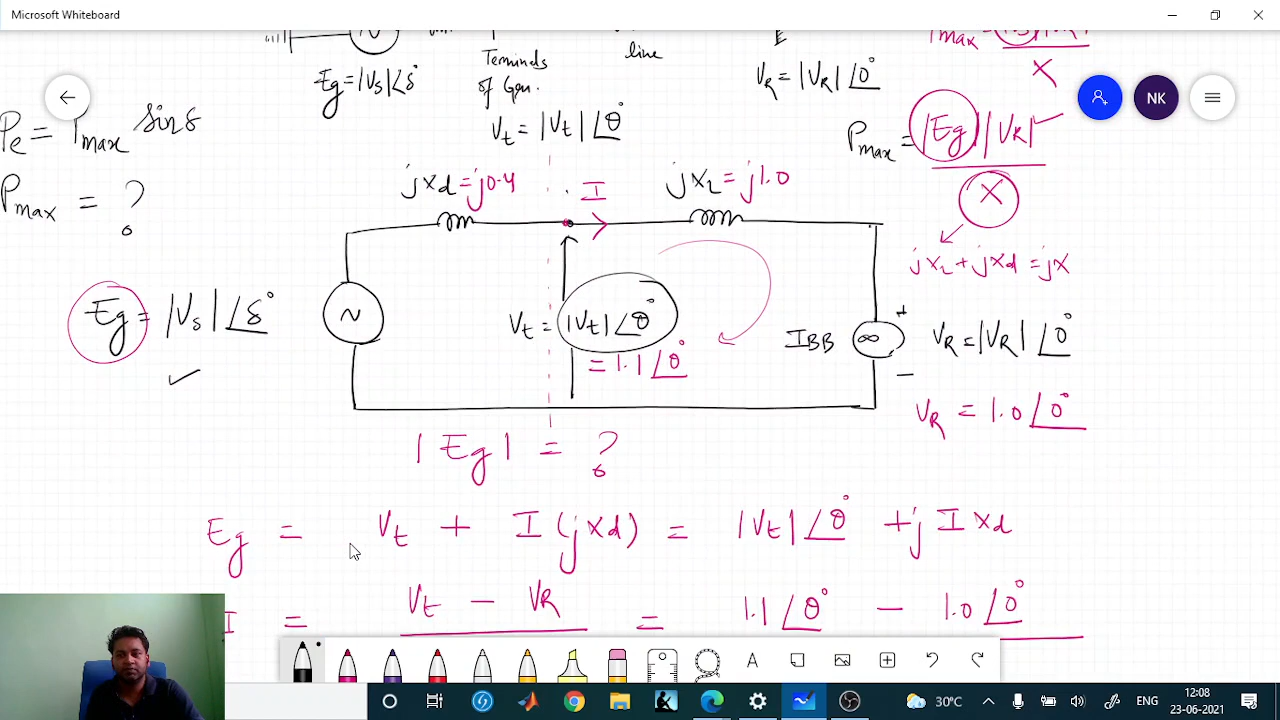 Microsoft Whiteboard
Terminals
of Gen.
line
Eg = |Vs|∠δ°
Vt = |Vt|∠θ°
VR = |VR|∠0°
Pmax =
X
NK
Pe = Pmax sinδ
Pmax = ?
Pmax = |Eg||VR|
X
jXL + jXd = jX
jXd = j0.4
I
jXL = j1.0
Eg = |Vs|∠δ°
~
Vt = |Vt|∠θ°
= 1.1∠θ°
IBB
∞
+
−
VR = |VR|∠0°
VR = 1.0∠0°
|Eg| = ?
Eg = Vt + I(jXd) = |Vt|∠θ° + jIXd
I = Vt − VR = 1.1∠θ° − 1.0∠0°
A
30°C
ENG
12:08
23-06-2021